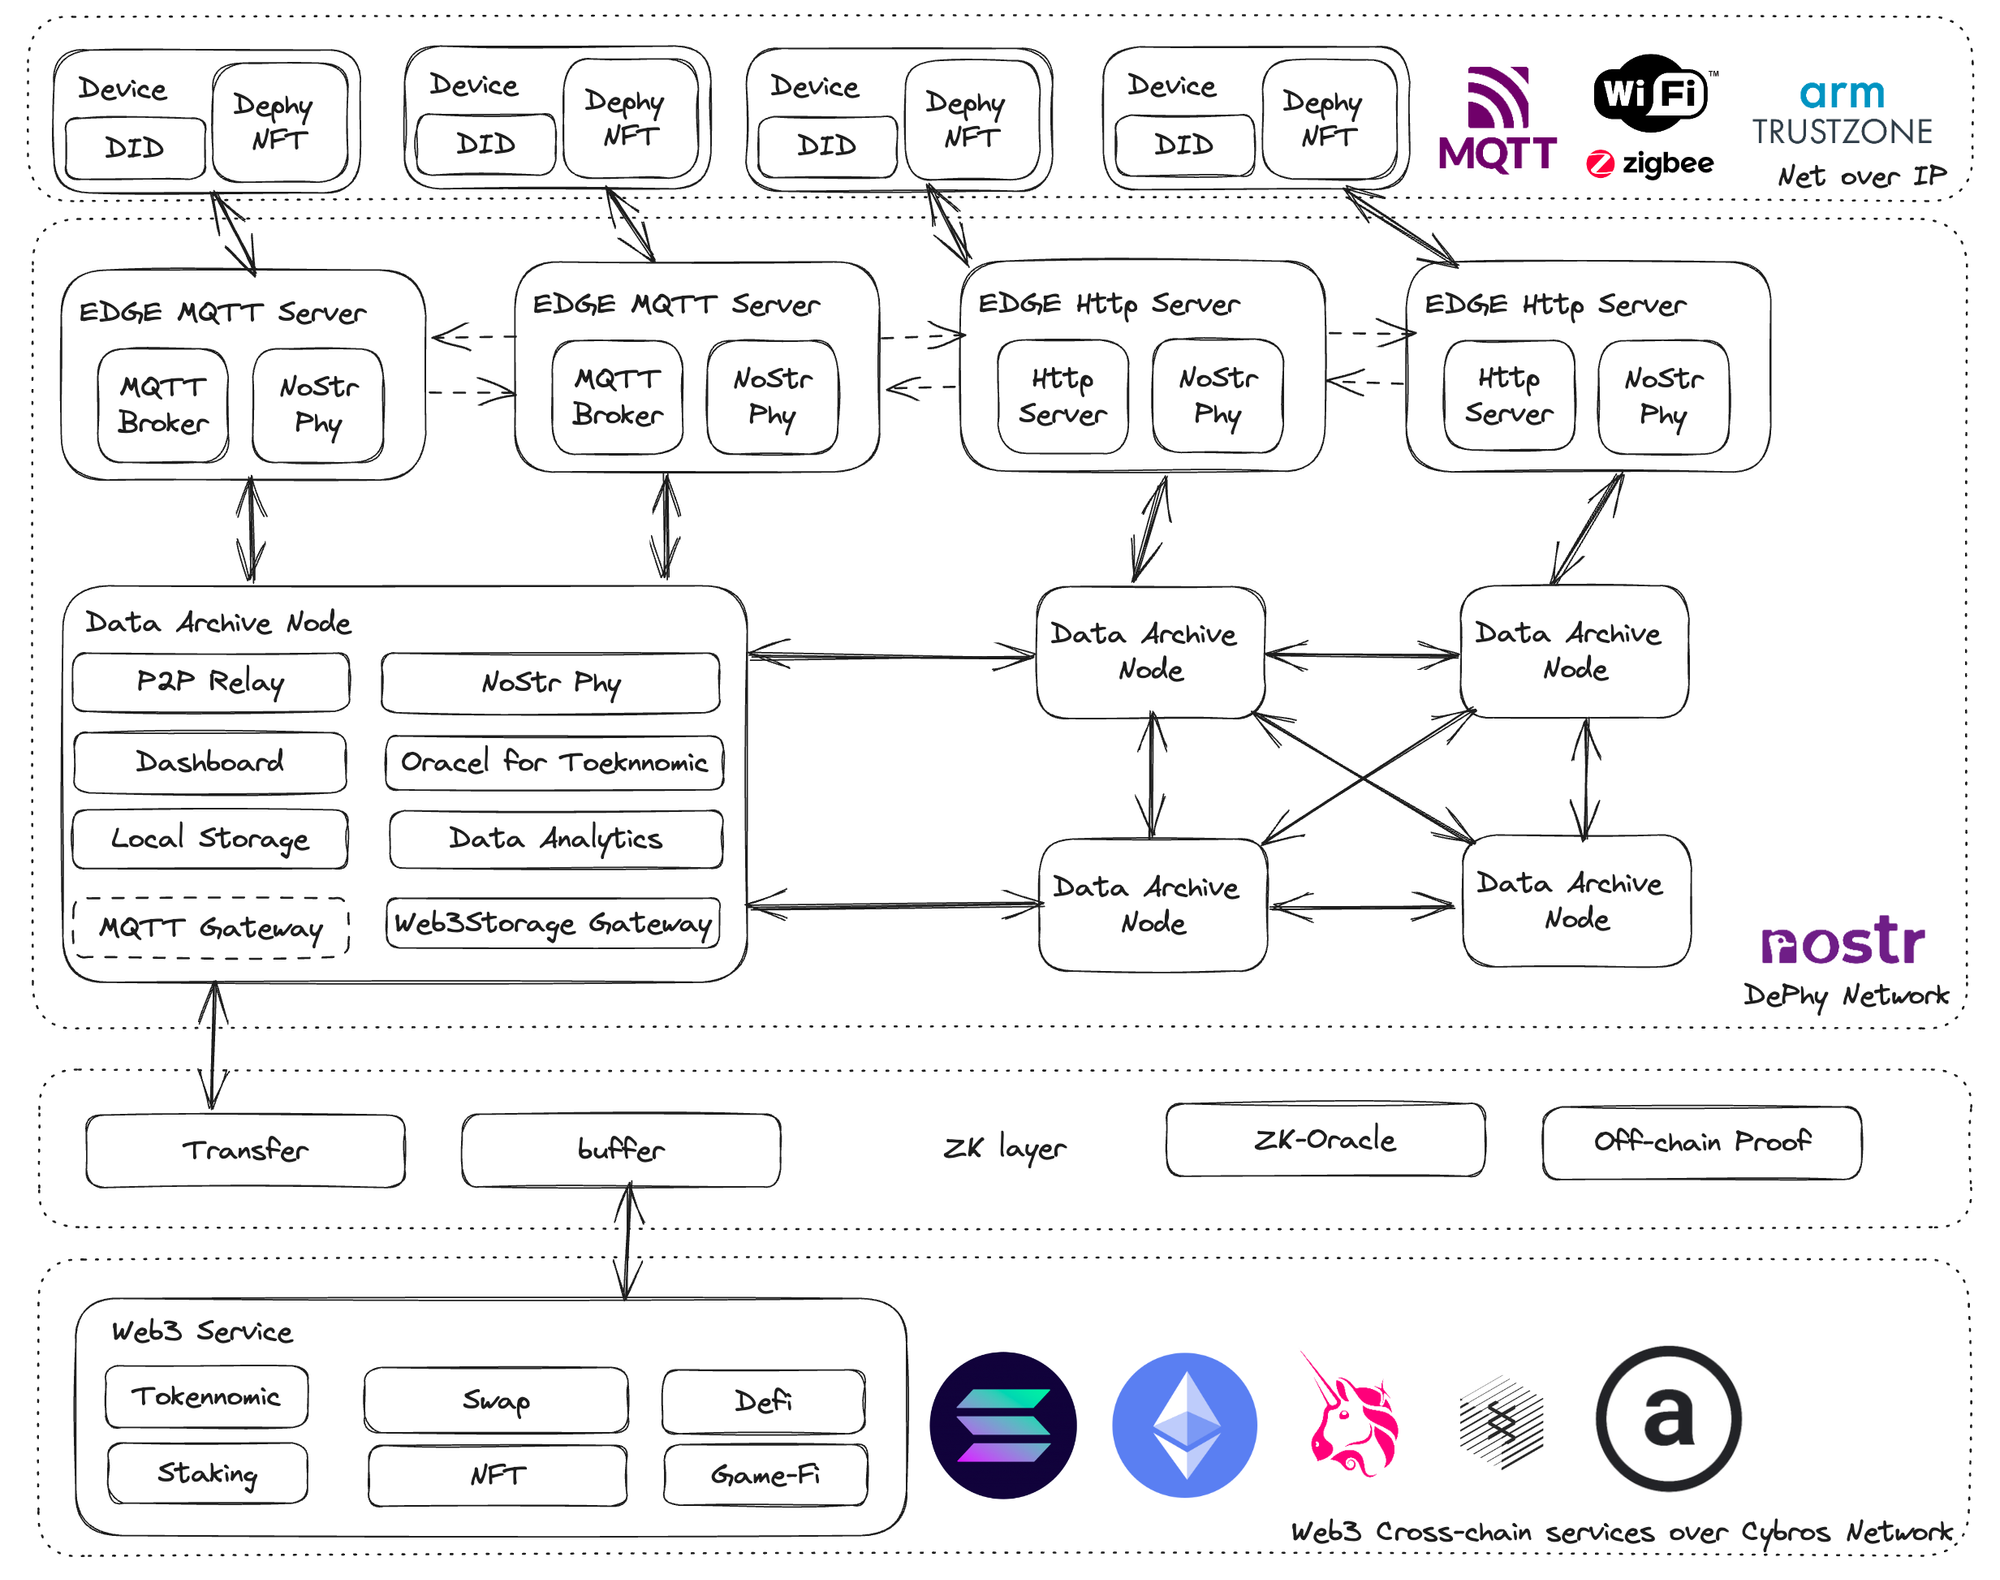 Device
DID
Dephy
NFT
Device
DID
Dephy
NFT
Device
DID
Dephy
NFT
Device
DID
Dephy
NFT
MQTT
Wi Fi™
zigbee
arm
TRUSTZONE
Net over IP
EDGE MQTT Server
MQTT
Broker
NoStr
Phy
EDGE MQTT Server
MQTT
Broker
NoStr
Phy
EDGE Http Server
Http
Server
NoStr
Phy
EDGE Http Server
Http
Server
NoStr
Phy
Data Archive Node
P2P Relay
NoStr Phy
Dashboard
Oracel for Toeknnomic
Local Storage
Data Analytics
MQTT Gateway
Web3Storage Gateway
Data Archive
Node
Data Archive
Node
Data Archive
Node
Data Archive
Node
nostr
DePhy Network
Transfer
buffer
ZK layer
ZK-Oracle
Off-chain Proof
Web3 Service
Tokennomic
Swap
Defi
Staking
NFT
Game-Fi
a
Web3 Cross-chain services over Cybros Network